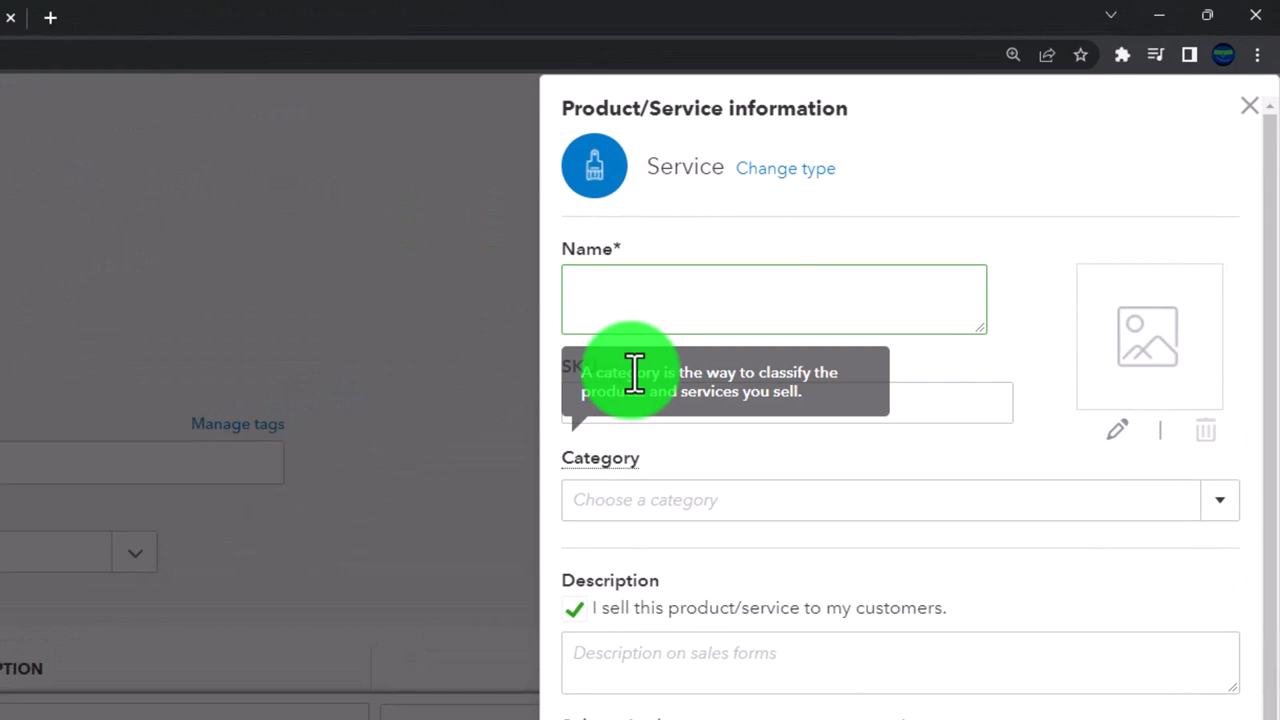 Product/Service information
Service Change type
Name*
SK
A category is the way to classify the
products and services you sell.
Manage tags
Category
Choose a category
Description
I sell this product/service to my customers.
PTION
Description on sales forms